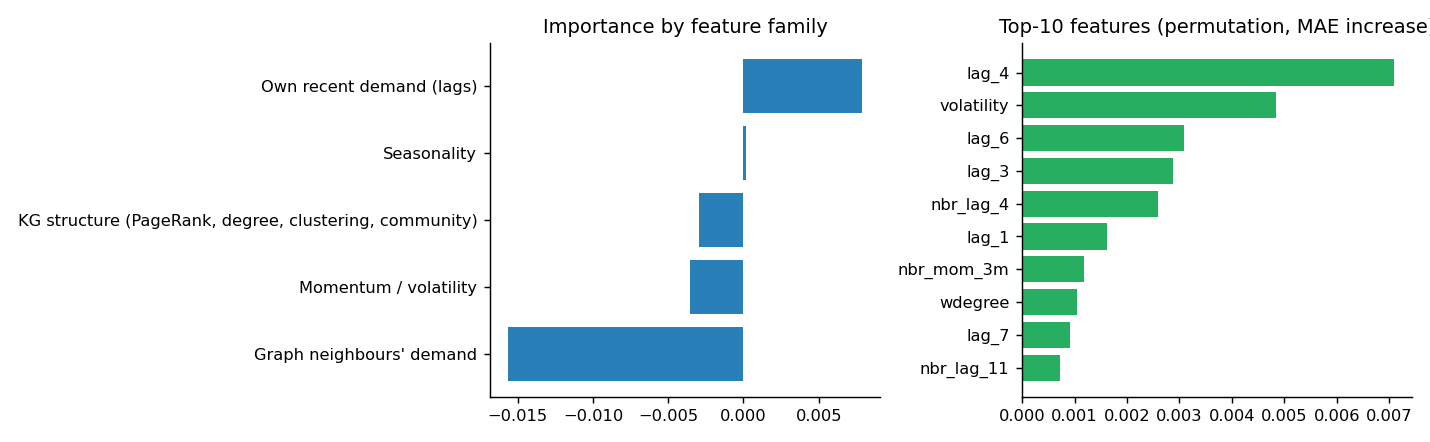 Importance by feature family
Own recent demand (lags)
Seasonality
KG structure (PageRank, degree, clustering, community)
Momentum / volatility
Graph neighbours' demand
−0.015 −0.010 −0.005 0.000 0.005
Top-10 features (permutation, MAE increase)
lag_4
volatility
lag_6
lag_3
nbr_lag_4
lag_1
nbr_mom_3m
wdegree
lag_7
nbr_lag_11
0.000 0.001 0.002 0.003 0.004 0.005 0.006 0.007